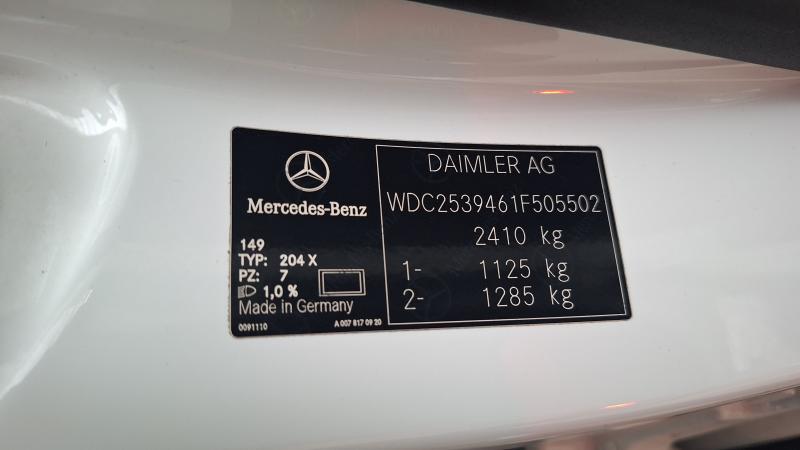 Mercedes-Benz
149
TYP: 204 X
PZ: 7
1,0 %
Made in Germany
0091110
A 007 817 09 20
DAIMLER AG
WDC2539461F505502
2410 kg
1- 1125 kg
2- 1285 kg